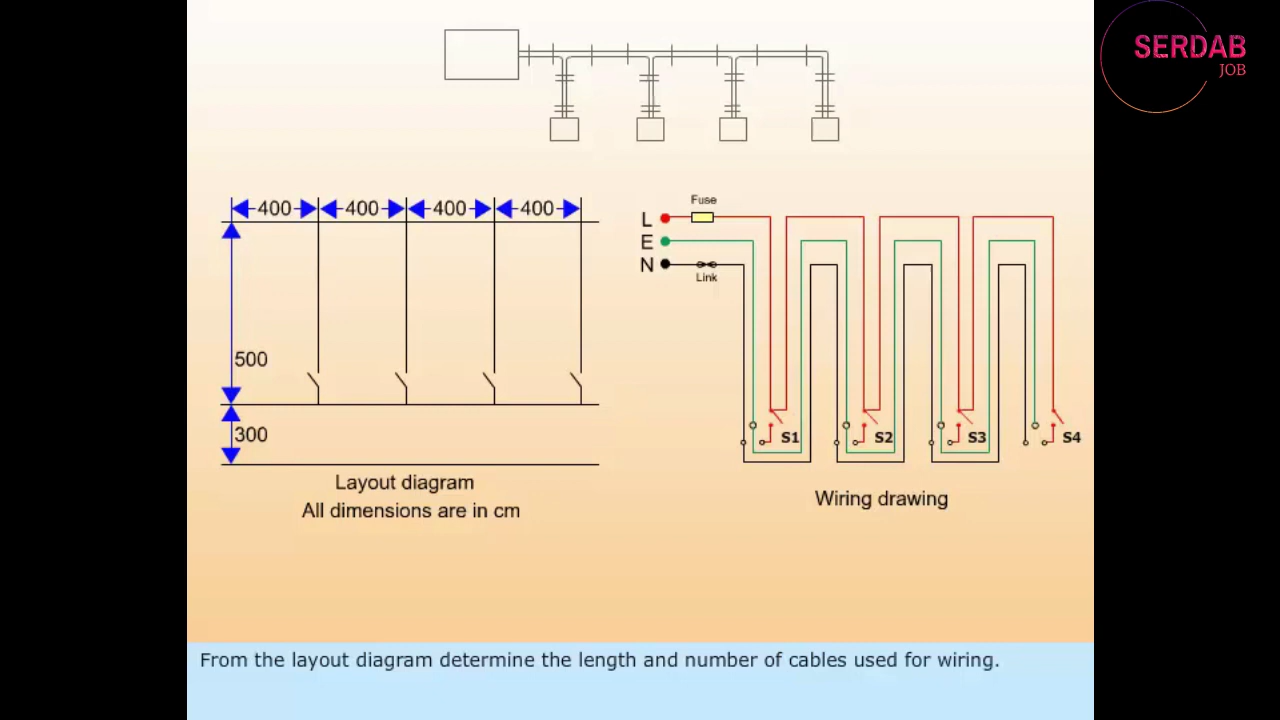 SERDAB
JOB
400 400 400 400
500
300
Layout diagram
All dimensions are in cm
Fuse
L
E
N
Link
S1 S2 S3 S4
Wiring drawing
From the layout diagram determine the length and number of cables used for wiring.